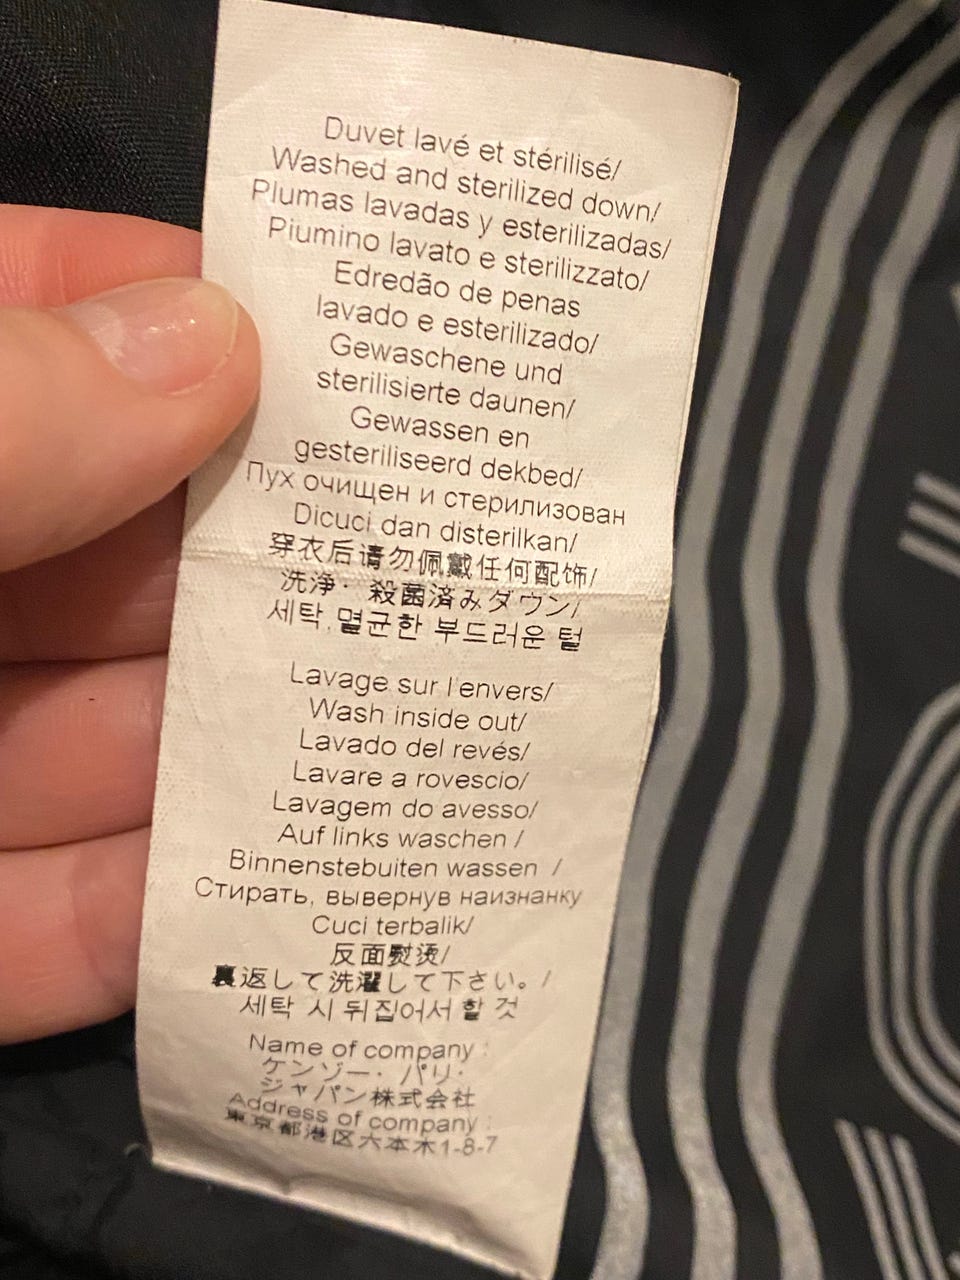 Duvet lavé et stérilisé/
Washed and sterilized down/
Plumas lavadas y esterilizadas/
Piumino lavato e sterilizzato/
Edredão de penas
lavado e esterilizado/
Gewaschene und
sterilisierte daunen/
Gewassen en
gesteriliseerd dekbed/
Пух очищен и стерилизован
Dicuci dan disterilkan/
穿衣后请勿佩戴任何配饰/
洗浄・殺菌済みダウン/
세탁, 멸균한 부드러운 털
Lavage sur l'envers/
Wash inside out/
Lavado del revés/
Lavare a rovescio/
Lavagem do avesso/
Auf links waschen /
Binnenstebuiten wassen /
Стирать, вывернув наизнанку
Cuci terbalik/
反面熨烫/
裏返して洗濯して下さい。/
세탁 시 뒤집어서 할 것
Name of company :
ケンゾー・パリ・
ジャパン株式会社
Address of company :
東京都港区六本木1-8-7